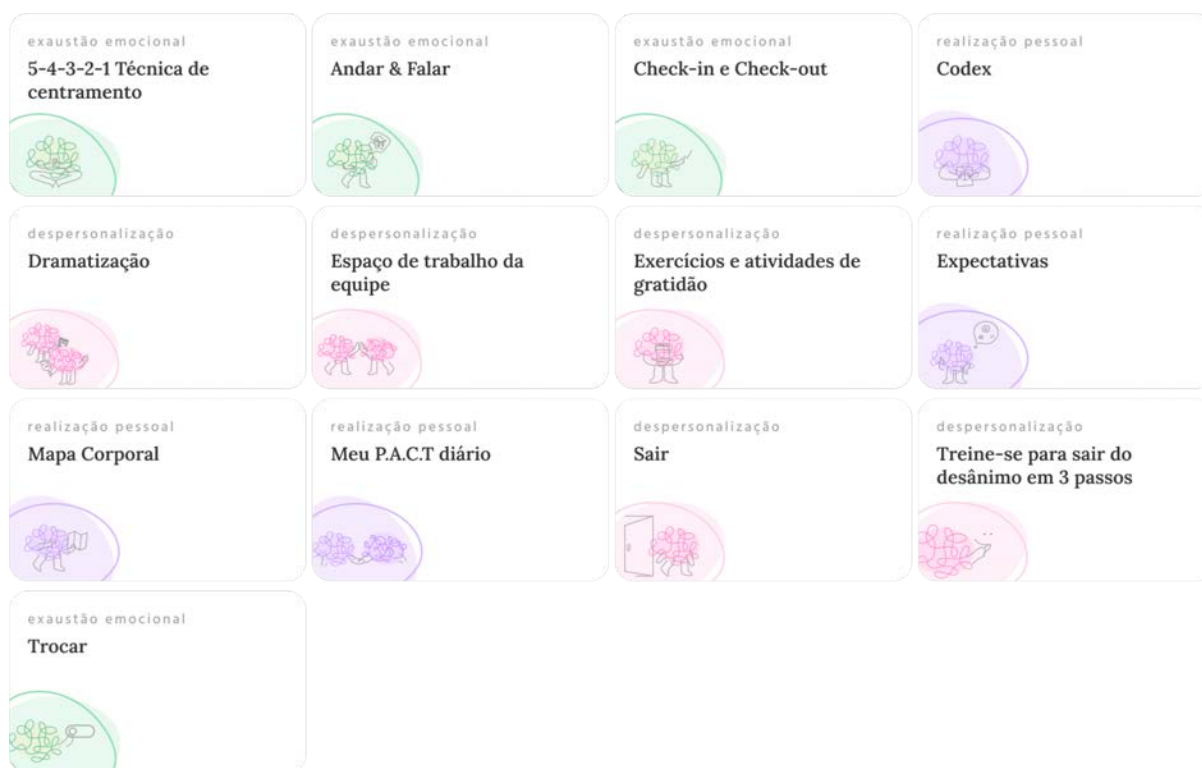 exaustão emocional
5-4-3-2-1 Técnica de
centramento
exaustão emocional
Andar & Falar
exaustão emocional
Check-in e Check-out
realização pessoal
Codex
despersonalização
Dramatização
despersonalização
Espaço de trabalho da
equipe
despersonalização
Exercícios e atividades de
gratidão
realização pessoal
Expectativas
realização pessoal
Mapa Corporal
realização pessoal
Meu P.A.C.T diário
despersonalização
Sair
despersonalização
Treine-se para sair do
desânimo em 3 passos
exaustão emocional
Trocar